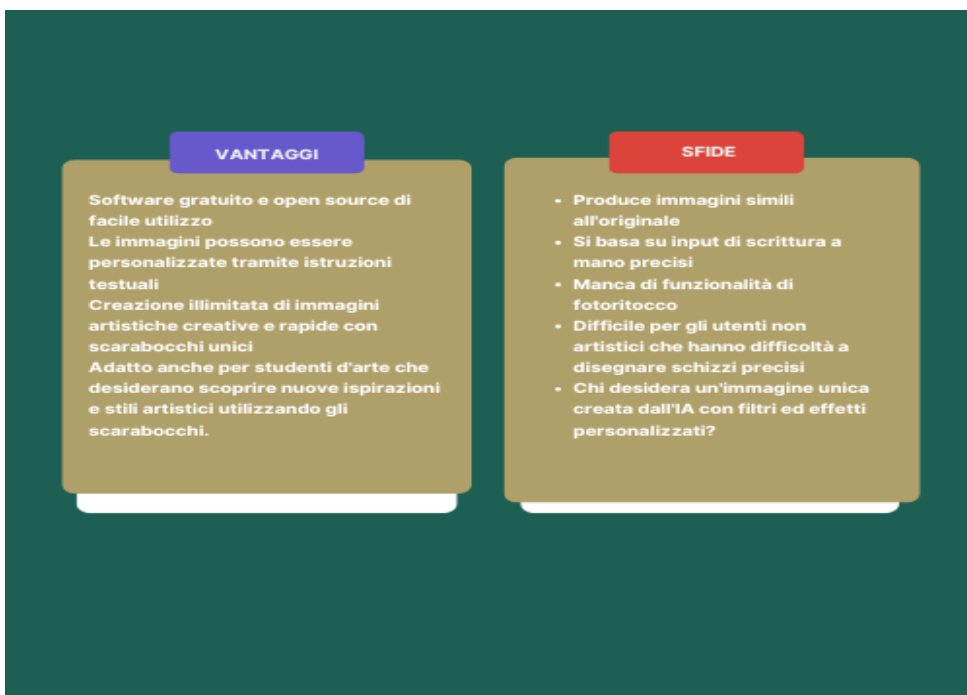 VANTAGGI
Software gratuito e open source di
facile utilizzo
Le immagini possono essere
personalizzate tramite istruzioni
testuali
Creazione illimitata di immagini
artistiche creative e rapide con
scarabocchi unici
Adatto anche per studenti d'arte che
desiderano scoprire nuove ispirazioni
e stili artistici utilizzando gli
scarabocchi.
SFIDE
• Produce immagini simili
all'originale
• Si basa su input di scrittura a
mano precisi
• Manca di funzionalità di
fotoritocco
• Difficile per gli utenti non
artistici che hanno difficoltà a
disegnare schizzi precisi
• Chi desidera un'immagine unica
creata dall'IA con filtri ed effetti
personalizzati?